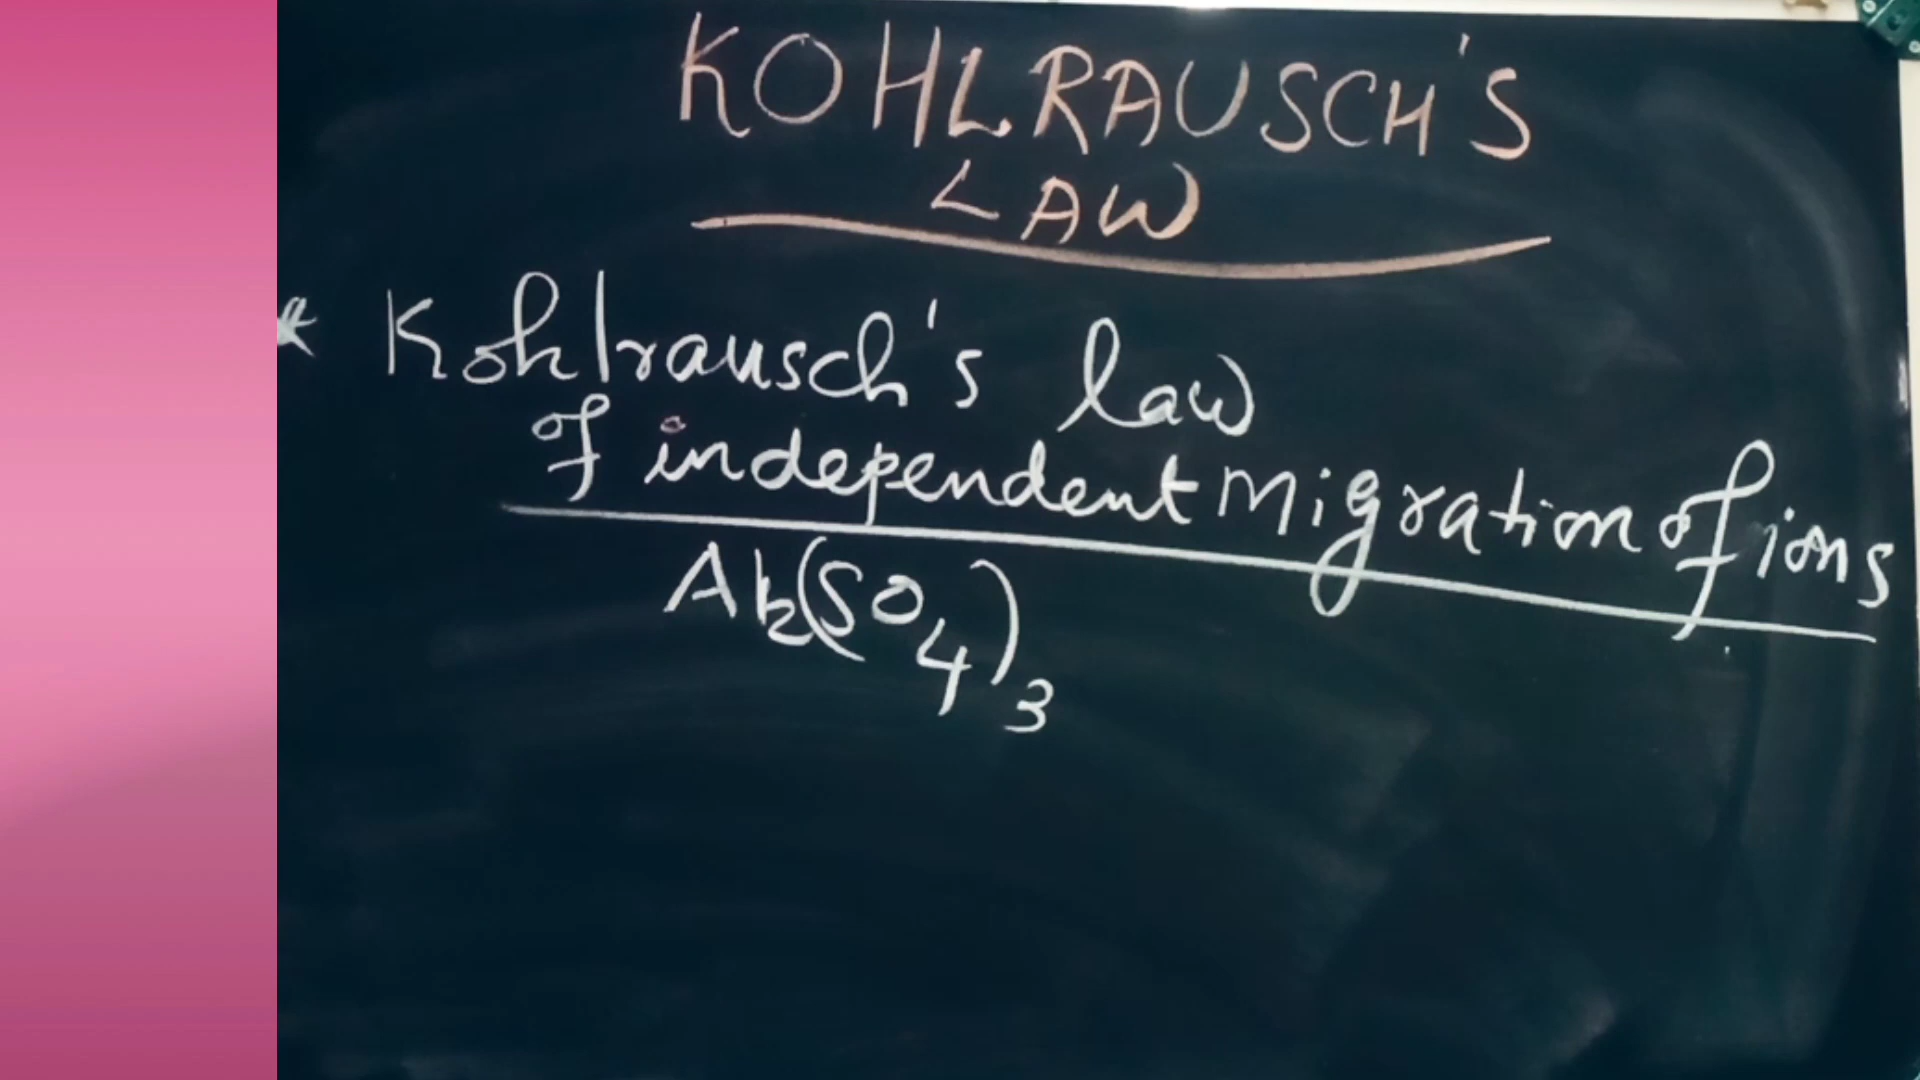 KOHLRAUSCH'S
LAW
* Kohlrausch's law
of independent Migration of ions
Al2(SO4)3